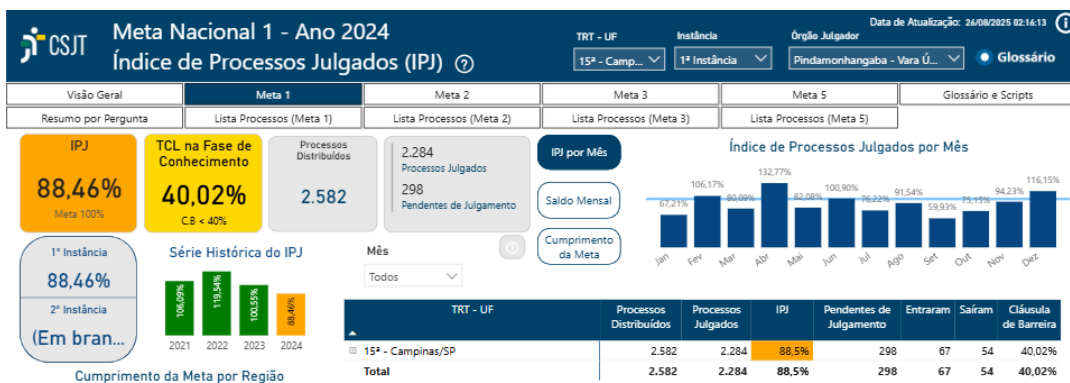 CSJT
Meta Nacional 1 - Ano 2024
Índice de Processos Julgados (IPJ)
Data de Atualização: 26/08/2025 02:16:13
TRT - UF
Instância
Órgão Julgador
15ª - Camp...
1ª Instância
Pindamonhangaba - Vara Ú...
Glossário
Visão Geral
Meta 1
Meta 2
Meta 3
Meta 5
Glossário e Scripts
Resumo por Pergunta
Lista Processos (Meta 1)
Lista Processos (Meta 2)
Lista Processos (Meta 3)
Lista Processos (Meta 5)
IPJ
88,46%
Meta 100%
TCL na Fase de
Conhecimento
40,02%
C.B < 40%
Processos
Distribuídos
2.582
2.284
Processos Julgados
298
Pendentes de Julgamento
IPJ por Mês
Saldo Mensal
Cumprimento
da Meta
Índice de Processos Julgados por Mês
67,21%
106,17%
80,09%
132,77%
82,08%
100,90%
76,22%
91,54%
59,93%
75,15%
94,23%
116,15%
Jan
Fev
Mar
Abr
Mai
Jun
Jul
Ago
Set
Out
Nov
Dez
1ª Instância
88,46%
2ª Instância
(Em bran...
Série Histórica do IPJ
106,09%
119,54%
100,55%
88,46%
2021
2022
2023
2024
Mês
Todos
TRT - UF
Processos Distribuídos
Processos Julgados
IPJ
Pendentes de Julgamento
Entraram
Saíram
Cláusula de Barreira
15ª - Campinas/SP 2.582 2.284 88,5% 298 67 54 40,02%
Total 2.582 2.284 88,5% 298 67 54 40,02%
Cumprimento da Meta por Região